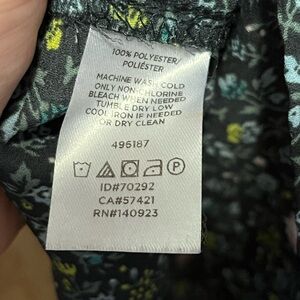 100% POLYESTER/
POLIÉSTER
MACHINE WASH COLD
ONLY NON-CHLORINE
BLEACH WHEN NEEDED
TUMBLE DRY LOW
COOL IRON IF NEEDED
OR DRY CLEAN
496187
P
ID#70292
CA#57421
RN#140923